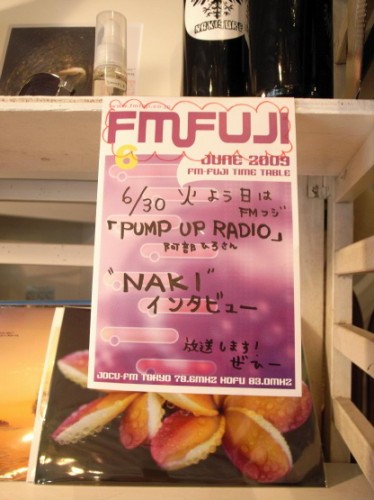 FMFUJI
6
JUNE 2009
FM-FUJI TIME TABLE
6/30 火よう日は
FMフジ
「PUMP UP RADIO」
阿部ひろさん
"NAKI"
インタビュー
放送します!
ぜひー
JOCV-FM TOKYO 78.6MHZ KOFU 83.0MHZ